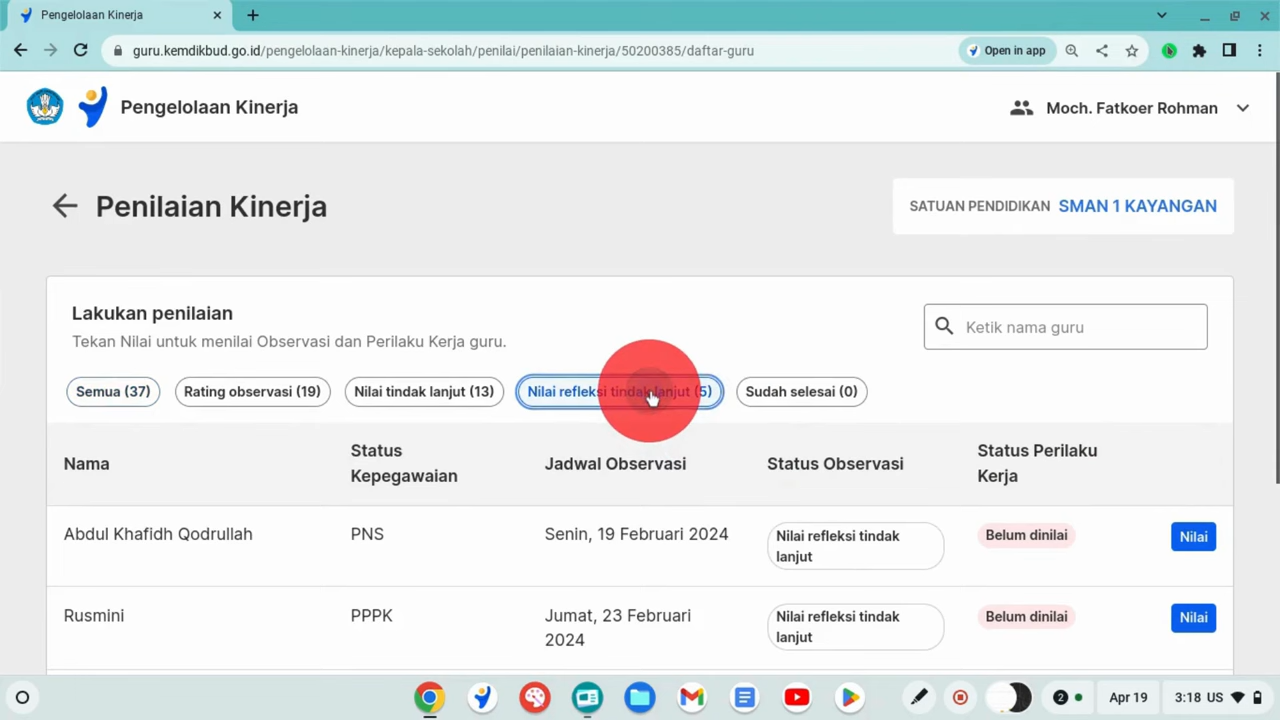 Pengelolaan Kinerja
guru.kemdikbud.go.id/pengelolaan-kinerja/kepala-sekolah/penilai/penilaian-kinerja/50200385/daftar-guru
Open in app
Pengelolaan Kinerja
Moch. Fatkoer Rohman
Penilaian Kinerja
SATUAN PENDIDIKAN SMAN 1 KAYANGAN
Lakukan penilaian
Tekan Nilai untuk menilai Observasi dan Perilaku Kerja guru.
Ketik nama guru
Semua (37) Rating observasi (19) Nilai tindak lanjut (13) Nilai refleksi tindak lanjut (5) Sudah selesai (0)
Nama
Status
Kepegawaian
Jadwal Observasi
Status Observasi
Status Perilaku
Kerja
Abdul Khafidh Qodrullah
PNS
Senin, 19 Februari 2024
Nilai refleksi tindak
lanjut
Belum dinilai
Nilai
Rusmini
PPPK
Jumat, 23 Februari
2024
Nilai refleksi tindak
lanjut
Belum dinilai
Nilai
2
Apr 19
3:18 US